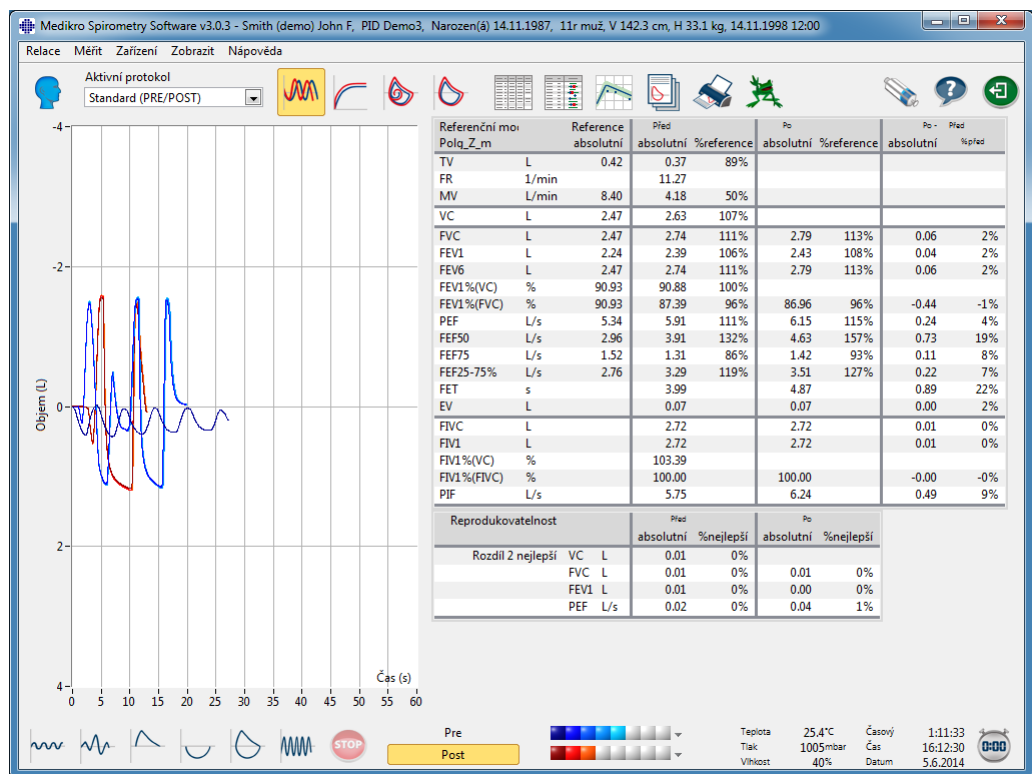 Medikro Spirometry Software v3.0.3 - Smith (demo) John F, PID Demo3, Narozen(á) 14.11.1987, 11r muž, V 142.3 cm, H 33.1 kg, 14.11.1998 12:00
Relace Měřit Zařízení Zobrazit Nápověda
Aktivní protokol
Standard (PRE/POST)
-4
-2
0
2
4
Objem (L)
Čas (s)
0 5 10 15 20 25 30 35 40 45 50 55 60
Referenční mo Reference Před Po Po - Před
Polq_Z_m absolutní absolutní %reference absolutní %reference absolutní %před
TV L 0.42 0.37 89%
FR 1/min 11.27
MV L/min 8.40 4.18 50%
VC L 2.47 2.63 107%
FVC L 2.47 2.74 111% 2.79 113% 0.06 2%
FEV1 L 2.24 2.39 106% 2.43 108% 0.04 2%
FEV6 L 2.47 2.74 111% 2.79 113% 0.06 2%
FEV1%(VC) % 90.93 90.88 100%
FEV1%(FVC) % 90.93 87.39 96% 86.96 96% -0.44 -1%
PEF L/s 5.34 5.91 111% 6.15 115% 0.24 4%
FEF50 L/s 2.96 3.91 132% 4.63 157% 0.73 19%
FEF75 L/s 1.52 1.31 86% 1.42 93% 0.11 8%
FEF25-75% L/s 2.76 3.29 119% 3.51 127% 0.22 7%
FET s 3.99 4.87 0.89 22%
EV L 0.07 0.07 0.00 2%
FIVC L 2.72 2.72 0.01 0%
FIV1 L 2.72 2.72 0.01 0%
FIV1%(VC) % 103.39
FIV1%(FIVC) % 100.00 100.00 -0.00 -0%
PIF L/s 5.75 6.24 0.49 9%
Reprodukovatelnost Před Po
absolutní %nejlepší absolutní %nejlepší
Rozdíl 2 nejlepší VC L 0.01 0%
FVC L 0.01 0% 0.01 0%
FEV1 L 0.01 0% 0.00 0%
PEF L/s 0.02 0% 0.04 1%
STOP
Pre
Post
Teplota 25.4°C Časový 1:11:33
Tlak 1005mbar Čas 16:12:30
Vlhkost 40% Datum 5.6.2014
0:00